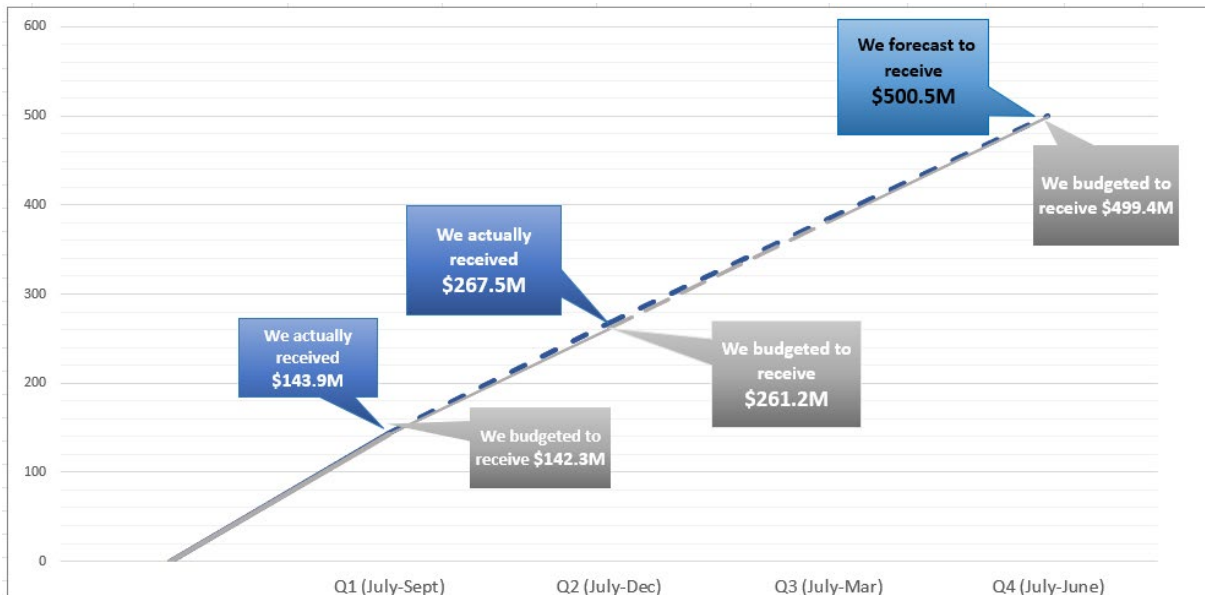 600
500
400
300
200
100
0
We forecast to
receive
$500.5M
We budgeted to
receive $499.4M
We actually
received
$267.5M
We budgeted to
receive
$261.2M
We actually
received
$143.9M
We budgeted to
receive $142.3M
Q1 (July-Sept)
Q2 (July-Dec)
Q3 (July-Mar)
Q4 (July-June)